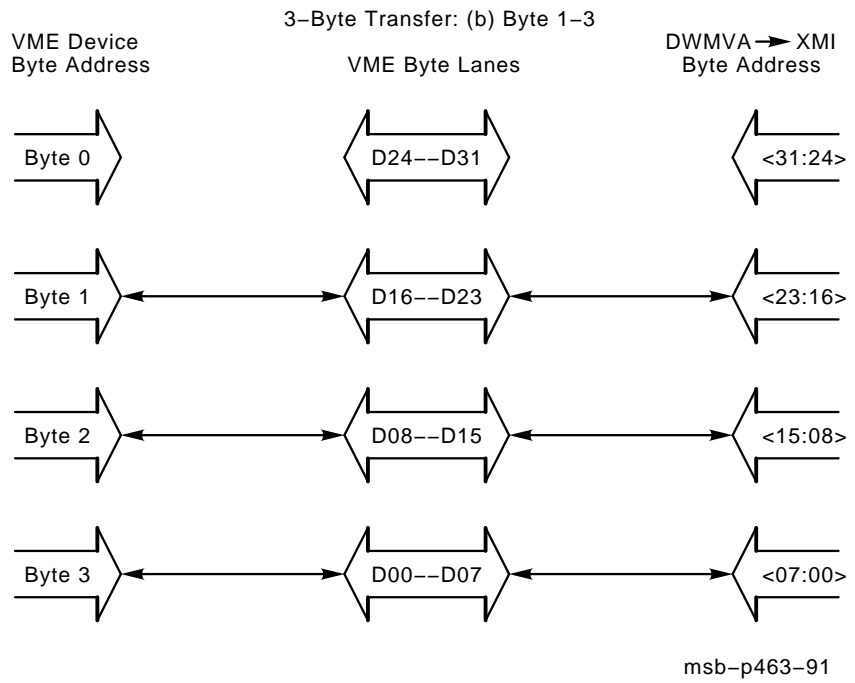 3−Byte Transfer: (b) Byte 1−3
VME Device
Byte Address
VME Byte Lanes
DWMVA → XMI
Byte Address
Byte 0
D24−−D31
<31:24>
Byte 1
D16−−D23
<23:16>
Byte 2
D08−−D15
<15:08>
Byte 3
D00−−D07
<07:00>
msb−p463−91